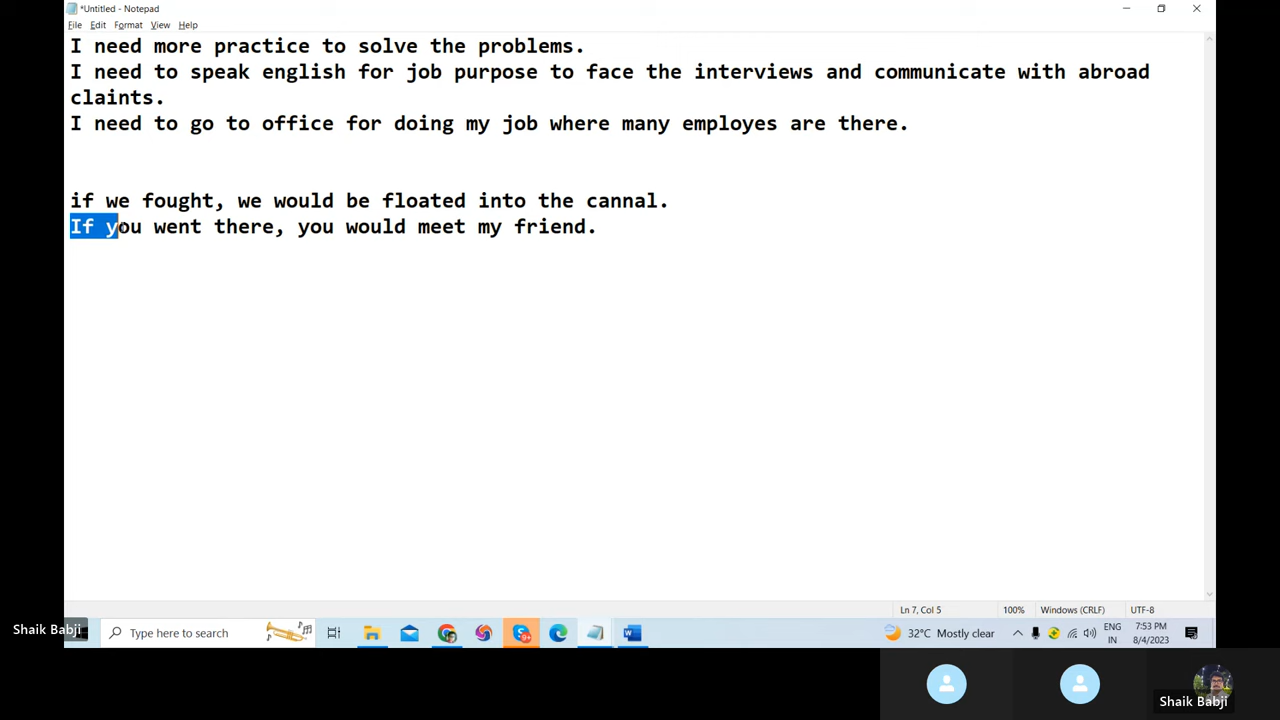 *Untitled - Notepad
File Edit Format View Help
I need more practice to solve the problems.
I need to speak english for job purpose to face the interviews and communicate with abroad
claints.
I need to go to office for doing my job where many employes are there.
if we fought, we would be floated into the cannal.
If you went there, you would meet my friend.
Ln 7, Col 5 100% Windows (CRLF) UTF-8
Shaik Babji
Type here to search
32°C Mostly clear
ENG
IN
7:53 PM
8/4/2023
Shaik Babji